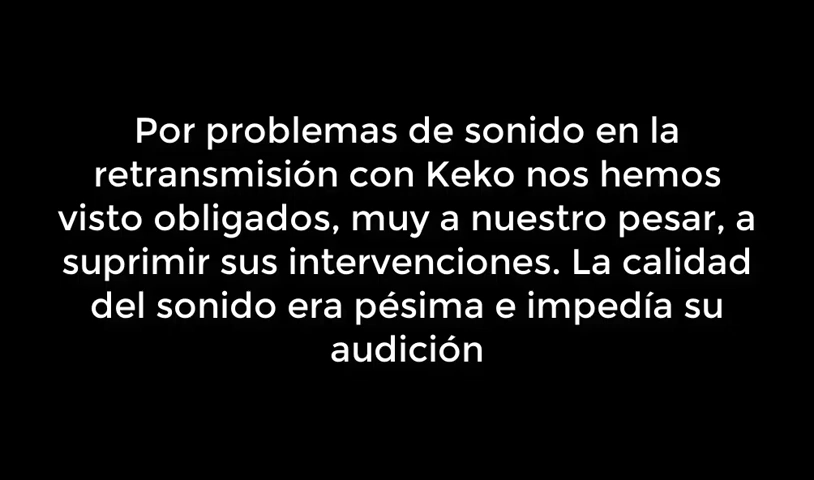 Por problemas de sonido en la
retransmisión con Keko nos hemos
visto obligados, muy a nuestro pesar, a
suprimir sus intervenciones. La calidad
del sonido era pésima e impedía su
audición